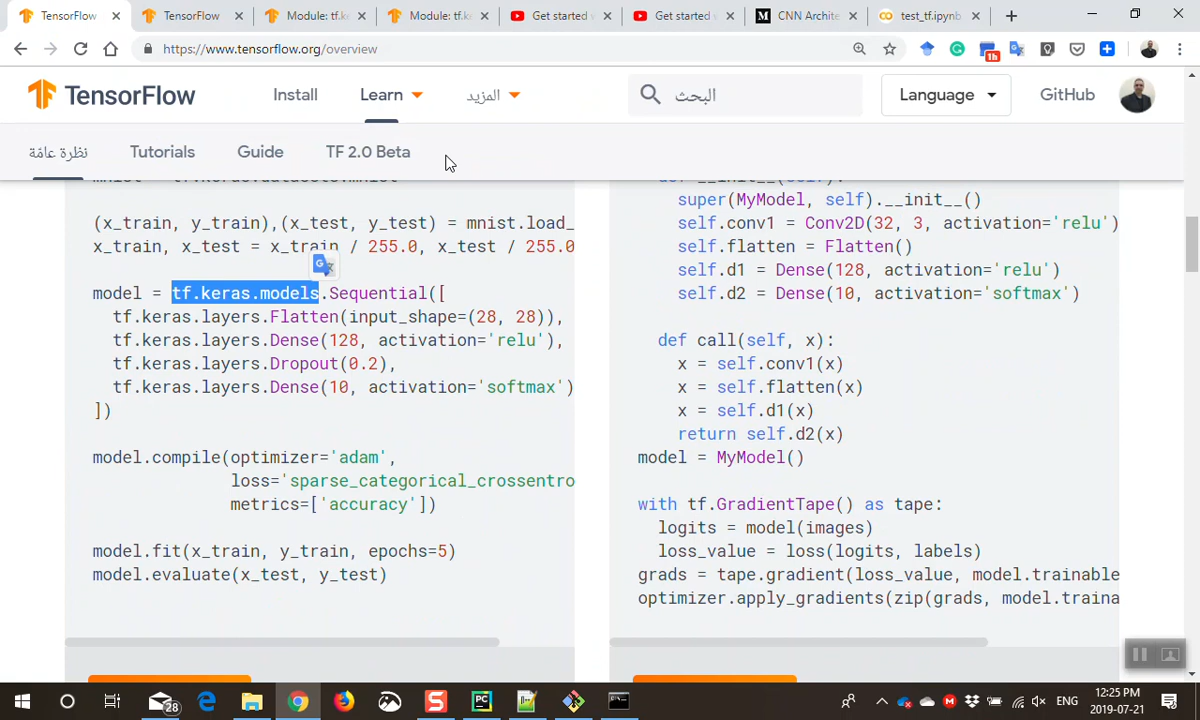 TensorFlow
TensorFlow
Module: tf.ke
Module: tf.ke
Get started w
Get started w
CNN Archite
test_tf.ipynb
https://www.tensorflow.org/overview
1h
TensorFlow
Install
Learn
المزيد
البحث
Language
GitHub
نظرة عامّة
Tutorials
Guide
TF 2.0 Beta
(x_train, y_train),(x_test, y_test) = mnist.load_
x_train, x_test = x_train / 255.0, x_test / 255.0
model = tf.keras.models.Sequential([
tf.keras.layers.Flatten(input_shape=(28, 28)),
tf.keras.layers.Dense(128, activation='relu'),
tf.keras.layers.Dropout(0.2),
tf.keras.layers.Dense(10, activation='softmax')
])
model.compile(optimizer='adam',
loss='sparse_categorical_crossentro
metrics=['accuracy'])
model.fit(x_train, y_train, epochs=5)
model.evaluate(x_test, y_test)
def __init__(self):
super(MyModel, self).__init__()
self.conv1 = Conv2D(32, 3, activation='relu')
self.flatten = Flatten()
self.d1 = Dense(128, activation='relu')
self.d2 = Dense(10, activation='softmax')
def call(self, x):
x = self.conv1(x)
x = self.flatten(x)
x = self.d1(x)
return self.d2(x)
model = MyModel()
with tf.GradientTape() as tape:
logits = model(images)
loss_value = loss(logits, labels)
grads = tape.gradient(loss_value, model.trainable
optimizer.apply_gradients(zip(grads, model.traina
28
ENG
12:25 PM
2019-07-21